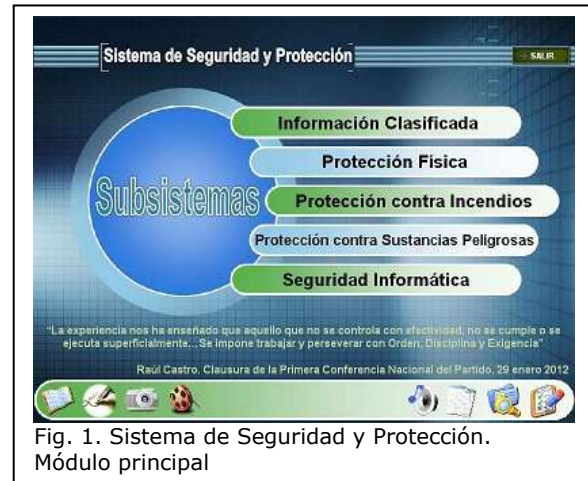 Sistema de Seguridad y Protección
SALIR
Subsistemas
Información Clasificada
Protección Física
Protección contra Incendios
Protección contra Sustancias Peligrosas
Seguridad Informática
"La experiencia nos ha enseñado que aquello que no se controla con efectividad, no se cumple o se
ejecuta superficialmente...Se impone trabajar y perseverar con Orden, Disciplina y Exigencia"
Raúl Castro, Clausura de la Primera Conferencia Nacional del Partido, 29 enero 2012
Fig. 1. Sistema de Seguridad y Protección.
Módulo principal